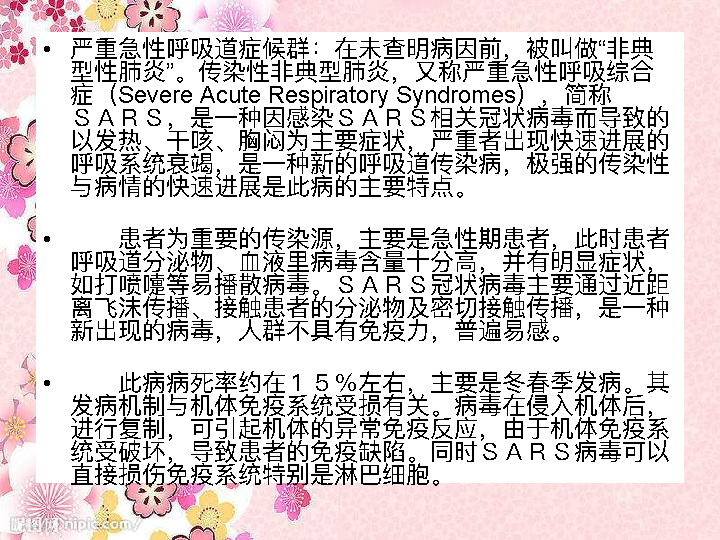 • 严重急性呼吸道症候群：在未查明病因前，被叫做“非典
型性肺炎”。传染性非典型肺炎，又称严重急性呼吸综合
症（Severe Acute Respiratory Syndromes），简称
ＳＡＲＳ，是一种因感染ＳＡＲＳ相关冠状病毒而导致的
以发热、干咳、胸闷为主要症状，严重者出现快速进展的
呼吸系统衰竭，是一种新的呼吸道传染病，极强的传染性
与病情的快速进展是此病的主要特点。
• 患者为重要的传染源，主要是急性期患者，此时患者
呼吸道分泌物、血液里病毒含量十分高，并有明显症状，
如打喷嚏等易播散病毒。ＳＡＲＳ冠状病毒主要通过近距
离飞沫传播、接触患者的分泌物及密切接触传播，是一种
新出现的病毒，人群不具有免疫力，普遍易感。
• 此病病死率约在１５％左右，主要是冬春季发病。其
发病机制与机体免疫系统受损有关。病毒在侵入机体后，
进行复制，可引起机体的异常免疫反应，由于机体免疫系
统受破坏，导致患者的免疫缺陷。同时ＳＡＲＳ病毒可以
直接损伤免疫系统特别是淋巴细胞。
昵图网 nipic.com/